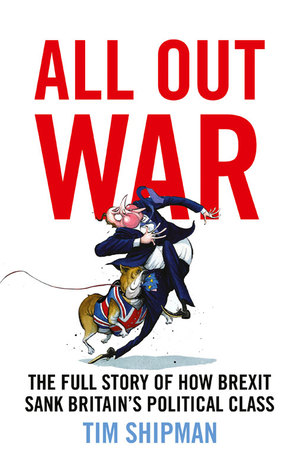 ALL OUT
WAR
THE FULL STORY OF HOW BREXIT
SANK BRITAIN'S POLITICAL CLASS
TIM SHIPMAN